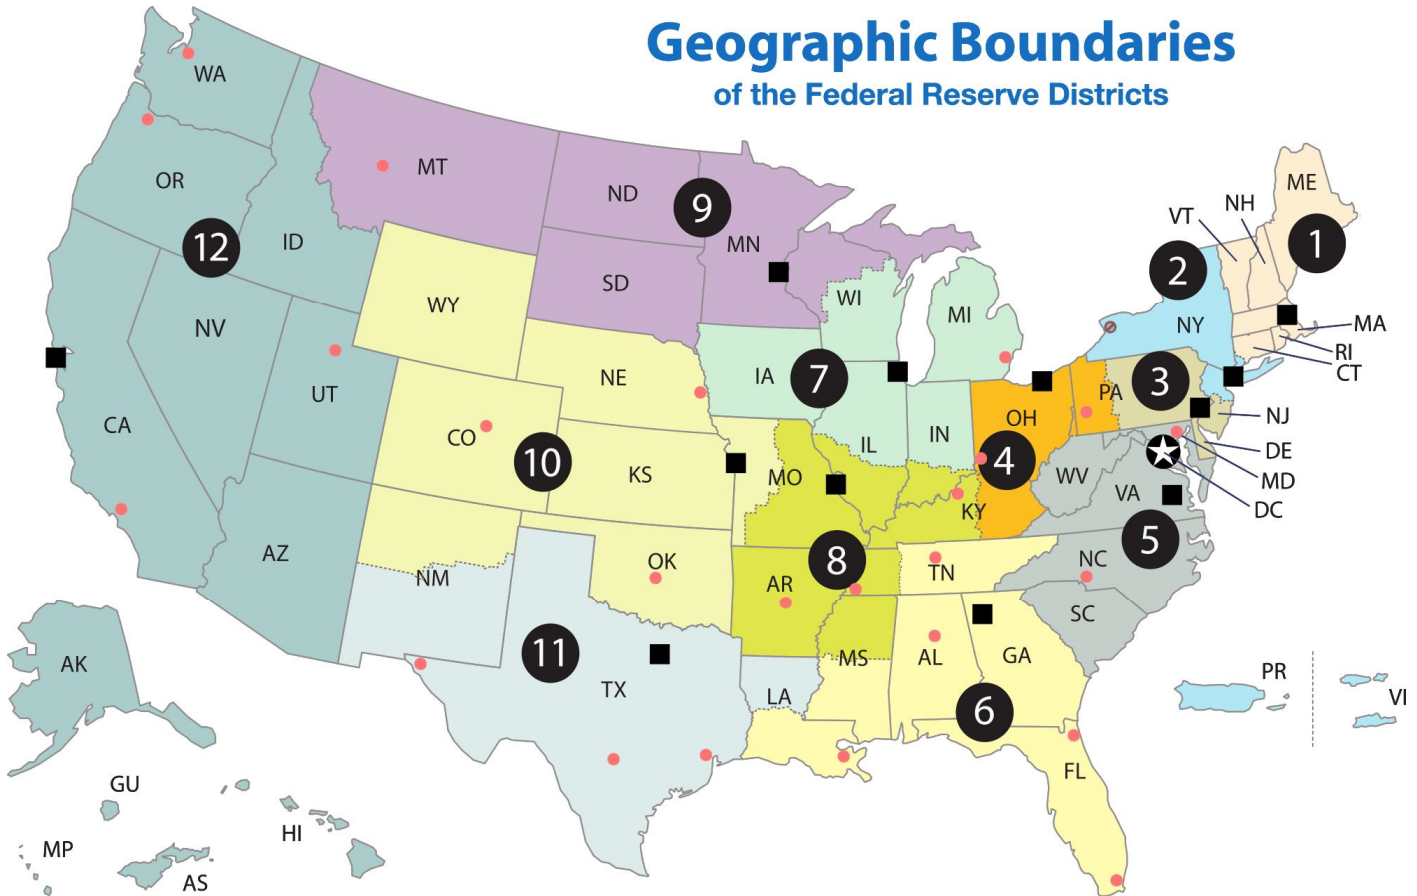 Geographic Boundaries
of the Federal Reserve Districts
WA
MT
ME
OR
ND
9
NH
VT
12
ID
MN
1
2
SD
WI
WY
MI
NY
NV
MA
RI
NE
IA
7
CT
3
PA
UT
NJ
CA
CO
OH
IL
IN
DE
10
KS
MO
4
WV
MD
VA
DC
KY
5
AZ
OK
8
NM
AR
TN
NC
SC
AK
11
TX
MS
AL
GA
PR
LA
6
VI
GU
FL
HI
MP
AS